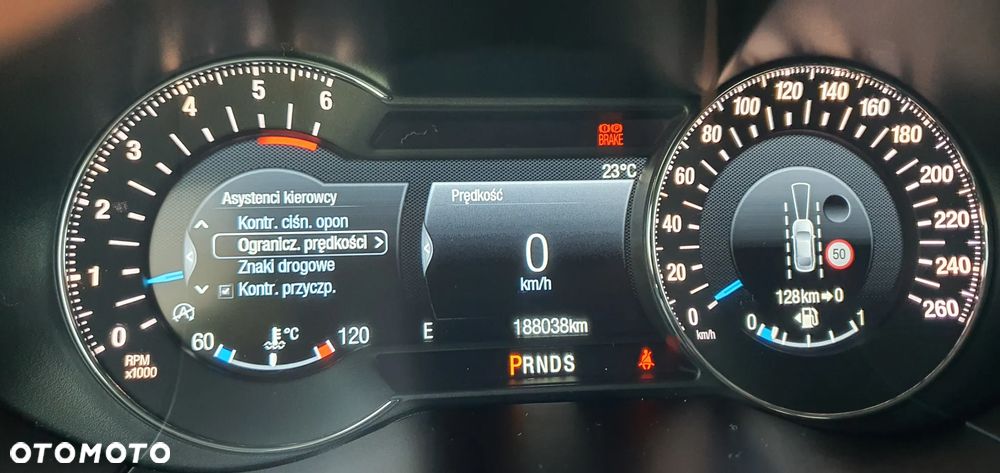 0 1 2 3 4 5 6
RPM
x1000
Asystenci kierowcy
Kontr. ciśn. opon
Ogranicz. prędkości >
Znaki drogowe
Kontr. przyczp.
60 °C 120
BRAKE
23°C
Prędkość
0
km/h
E 188038km
PRNDS
0 20 40 60 80 100 120 140 160 180 200 220 240 260
km/h
50
128km→0
0 1
OTOMOTO